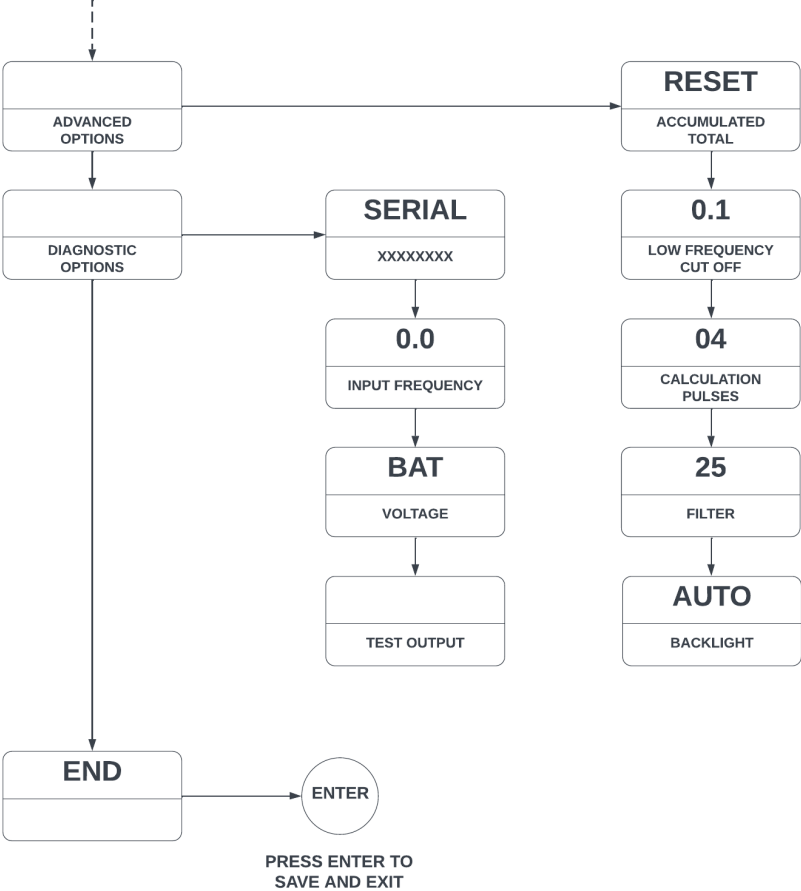 ADVANCED
OPTIONS
RESET
ACCUMULATED
TOTAL
DIAGNOSTIC
OPTIONS
SERIAL
XXXXXXXX
0.1
LOW FREQUENCY
CUT OFF
0.0
INPUT FREQUENCY
04
CALCULATION
PULSES
BAT
VOLTAGE
25
FILTER
TEST OUTPUT
AUTO
BACKLIGHT
END
ENTER
PRESS ENTER TO
SAVE AND EXIT